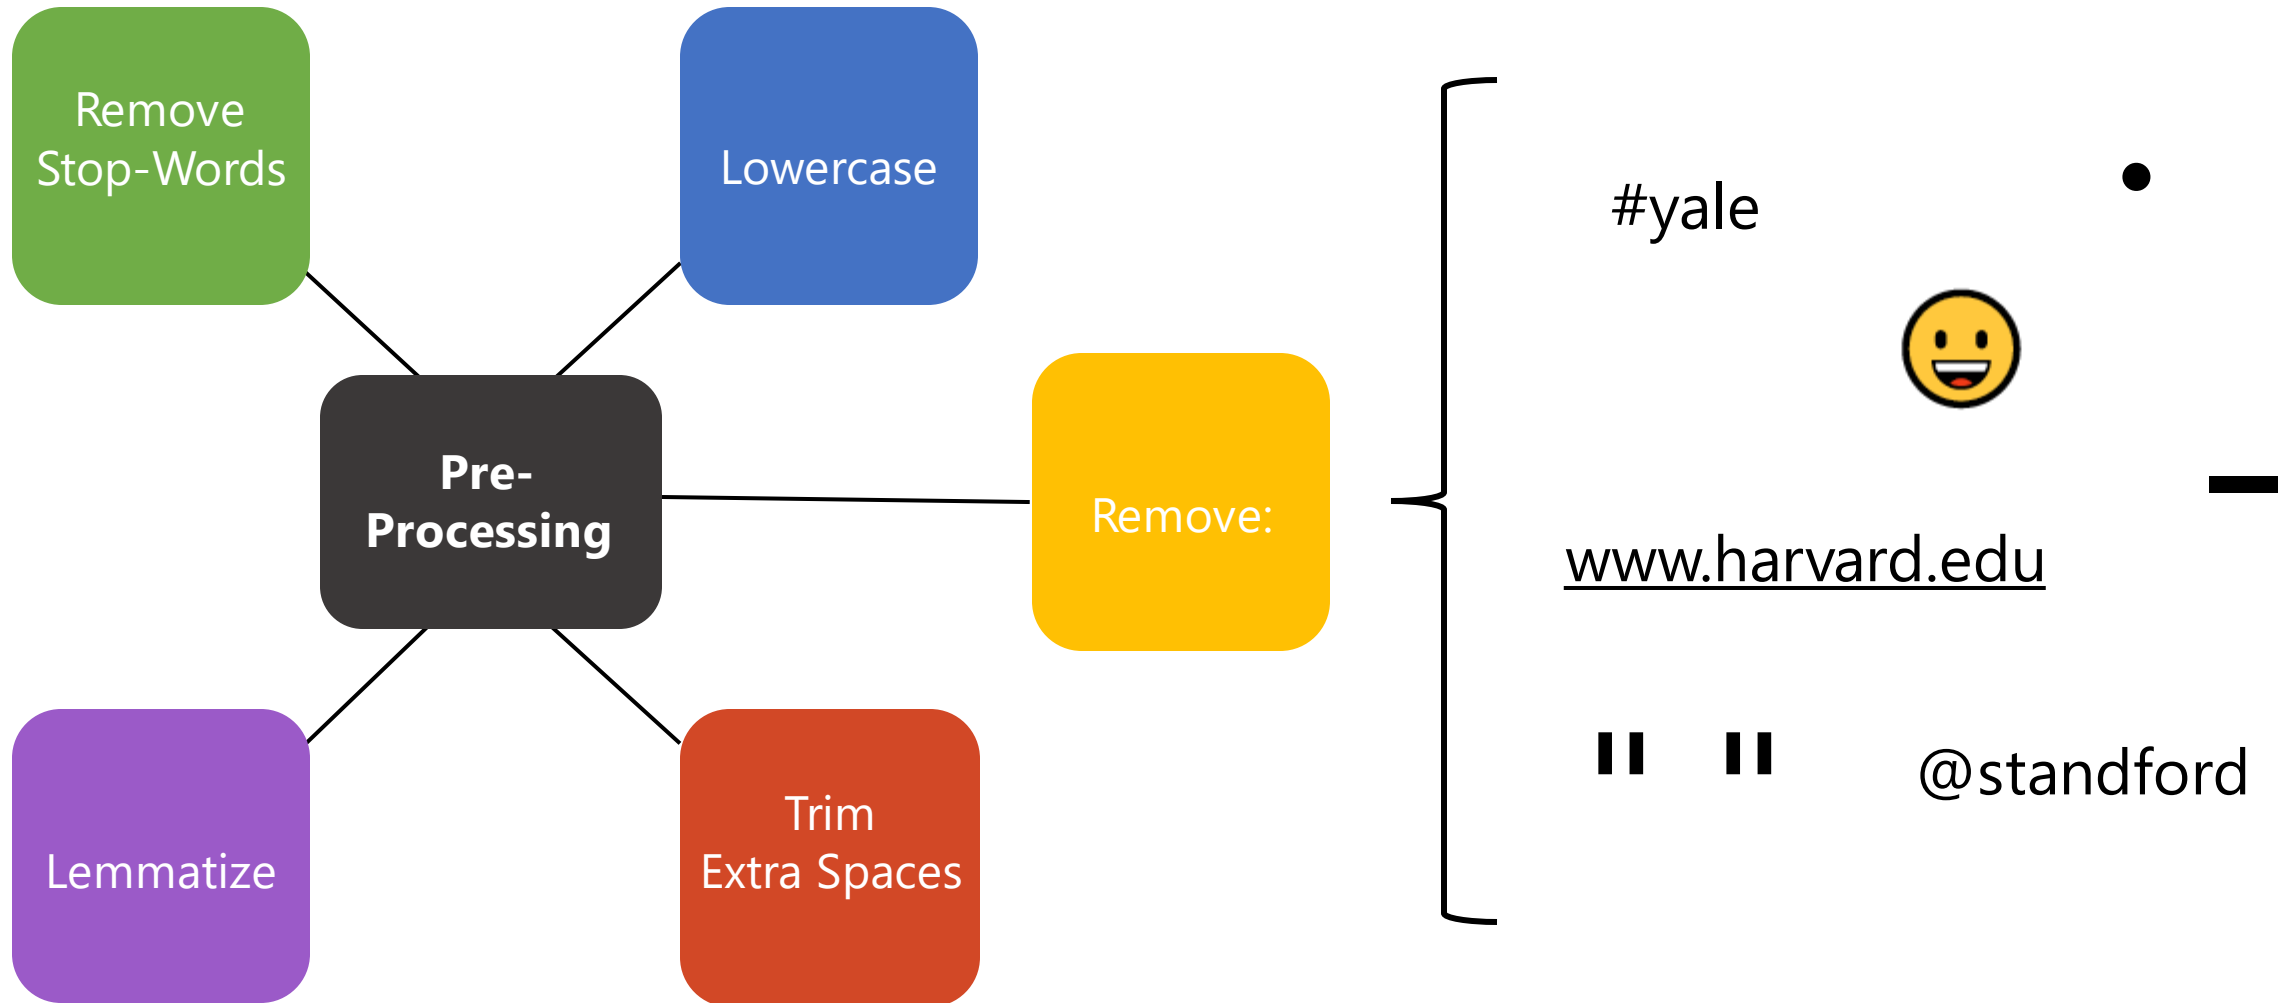 Remove
Stop-Words
Lowercase
Pre-
Processing
Remove:
Lemmatize
Trim
Extra Spaces
#yale
.
😀
-
www.harvard.edu
" "
@standford